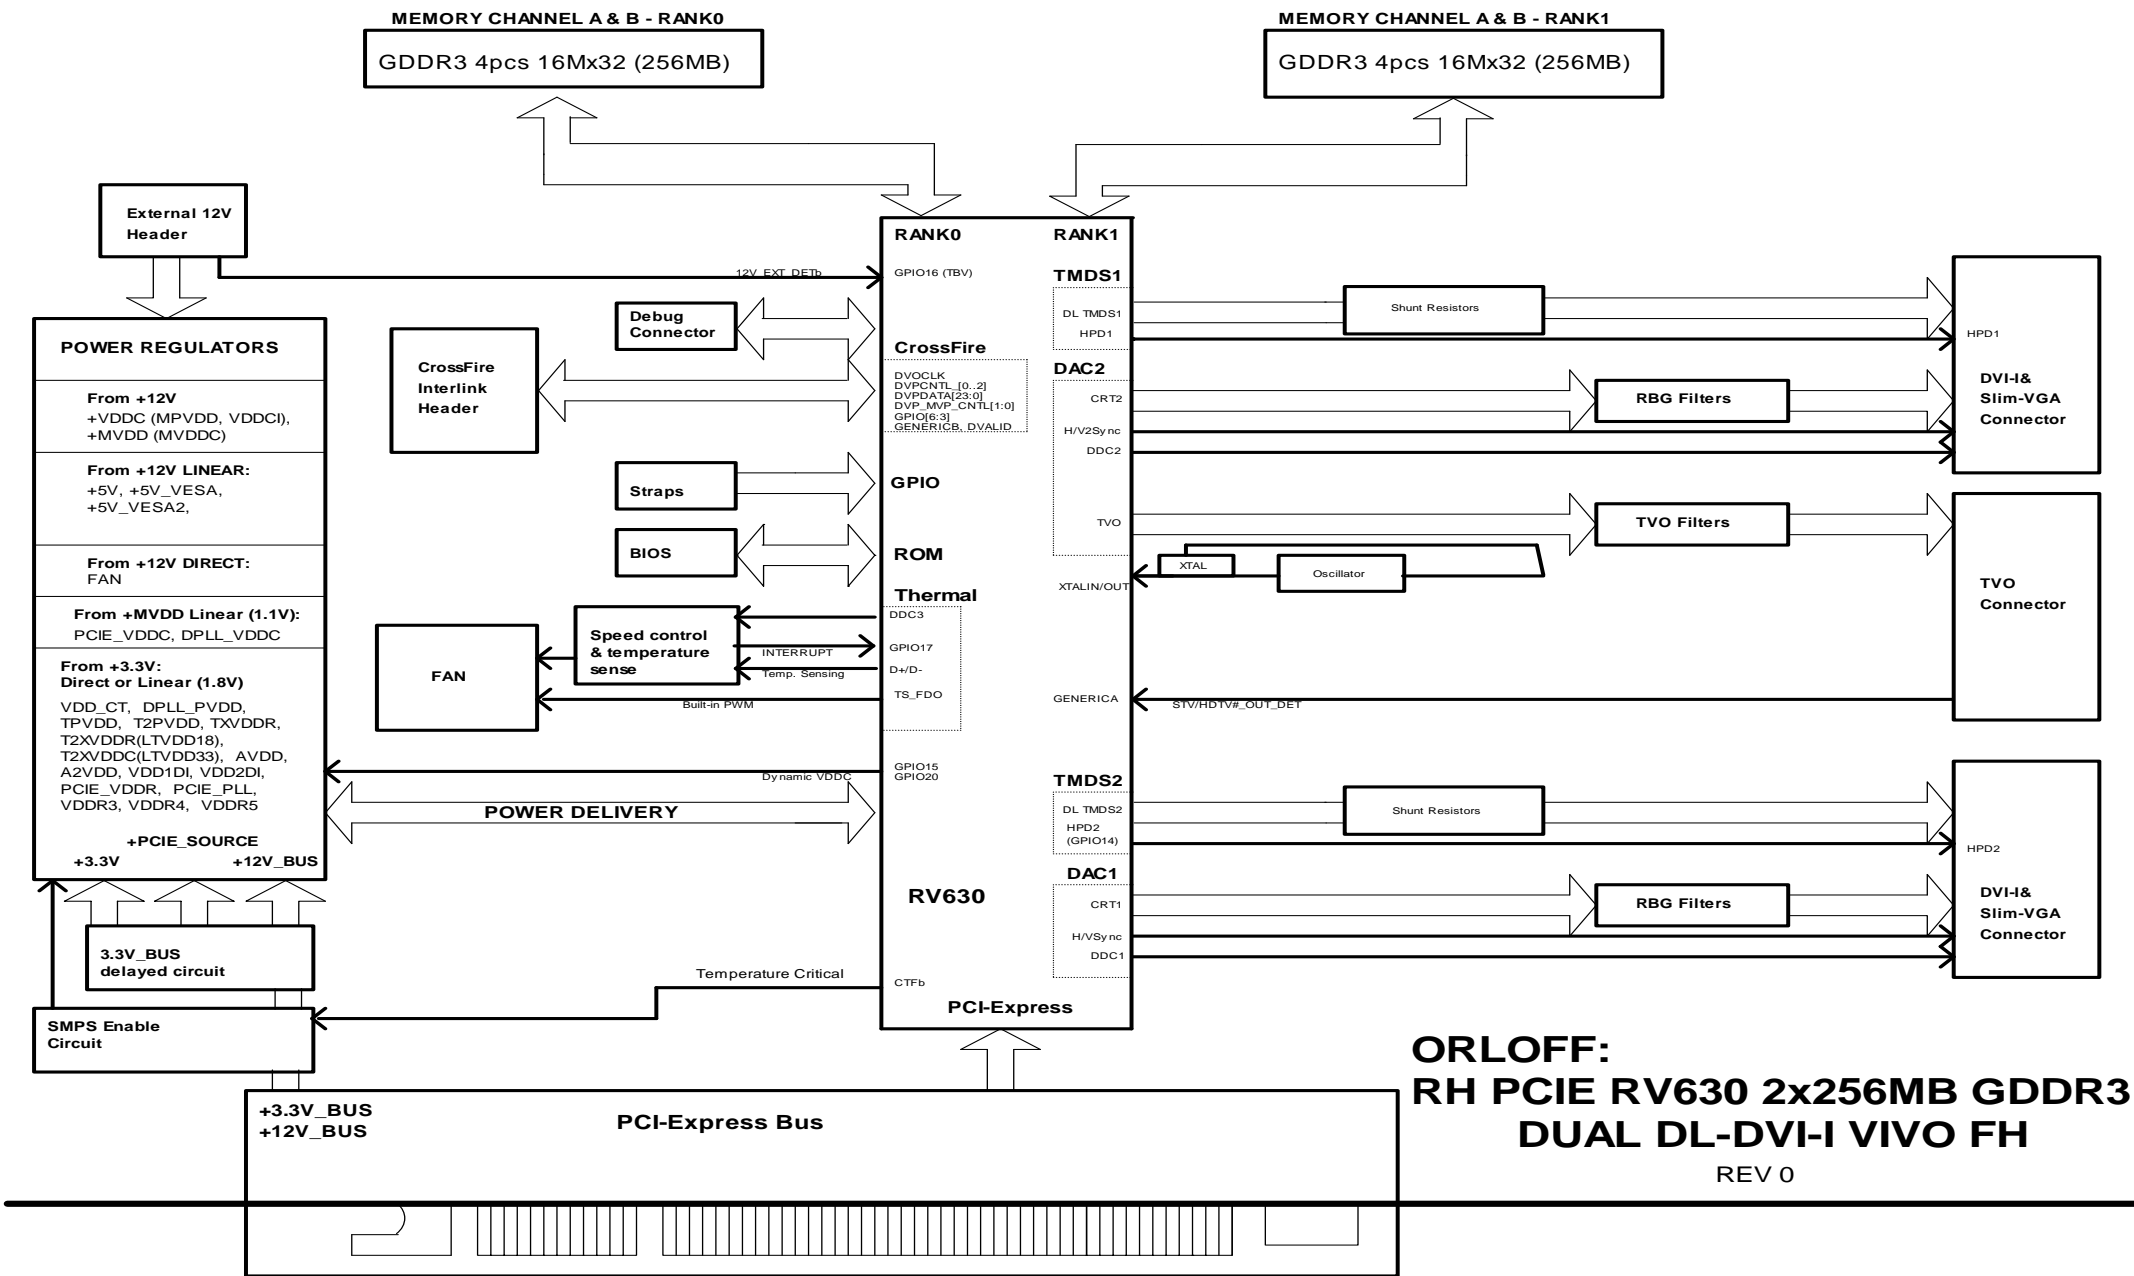 MEMORY CHANNEL A & B - RANK0
GDDR3 4pcs 16Mx32 (256MB)
MEMORY CHANNEL A & B - RANK1
GDDR3 4pcs 16Mx32 (256MB)
External 12V
Header
12V_EXT_DETb
POWER REGULATORS
From +12V
+VDDC (MPVDD, VDDCI),
+MVDD (MVDDC)
From +12V LINEAR:
+5V, +5V_VESA,
+5V_VESA2,
From +12V DIRECT:
FAN
From +MVDD Linear (1.1V):
PCIE_VDDC, DPLL_VDDC
From +3.3V:
Direct or Linear (1.8V)
VDD_CT, DPLL_PVDD,
TPVDD, T2PVDD, TXVDDR,
T2XVDDR(LTVDD18),
T2XVDDC(LTVDD33), AVDD,
A2VDD, VDD1DI, VDD2DI,
PCIE_VDDR, PCIE_PLL,
VDDR3, VDDR4, VDDR5
+PCIE_SOURCE
+3.3V
+12V_BUS
3.3V_BUS
delayed circuit
SMPS Enable
Circuit
Debug
Connector
CrossFire
Interlink
Header
Straps
BIOS
Speed control
& temperature
sense
FAN
INTERRUPT
Temp. Sensing
Built-in PWM
Dynamic VDDC
POWER DELIVERY
Temperature Critical
RANK0
RANK1
GPIO16 (TBV)
CrossFire
DVOCLK
DVPCNTL_[0..2]
DVPDATA[23:0]
DVP_MVP_CNTL[1:0]
GPIO[6:3]
GENERICB, DVALID
GPIO
ROM
Thermal
DDC3
GPIO17
D+/D-
TS_FDO
GPIO15
GPIO20
RV630
CTFb
PCI-Express
TMDS1
DL TMDS1
HPD1
DAC2
CRT2
H/V2Sync
DDC2
TVO
XTALIN/OUT
GENERICA
TMDS2
DL TMDS2
HPD2
(GPIO14)
DAC1
CRT1
H/VSync
DDC1
Shunt Resistors
RBG Filters
TVO Filters
XTAL
Oscillator
STV/HDTV#_OUT_DET
Shunt Resistors
RBG Filters
HPD1
DVI-I&
Slim-VGA
Connector
TVO
Connector
HPD2
DVI-I&
Slim-VGA
Connector
+3.3V_BUS
+12V_BUS
PCI-Express Bus
ORLOFF:
RH PCIE RV630 2x256MB GDDR3
DUAL DL-DVI-I VIVO FH
REV 0